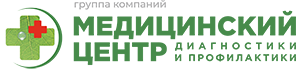 группа компаний
МЕДИЦИНСКИЙ
ЦЕНТР ДИАГНОСТИКИ
И ПРОФИЛАКТИКИ